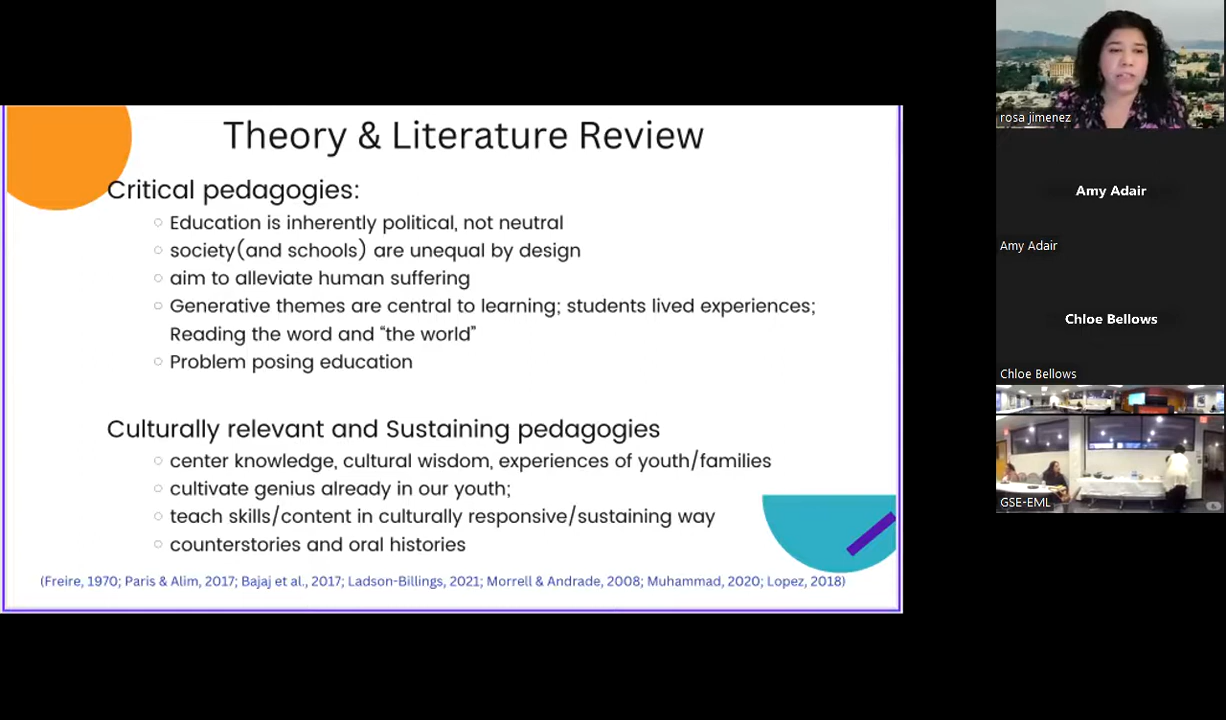 Theory & Literature Review
Critical pedagogies:
Education is inherently political, not neutral
society(and schools) are unequal by design
aim to alleviate human suffering
Generative themes are central to learning; students lived experiences;
Reading the word and “the world”
Problem posing education
Culturally relevant and Sustaining pedagogies
center knowledge, cultural wisdom, experiences of youth/families
cultivate genius already in our youth;
teach skills/content in culturally responsive/sustaining way
counterstories and oral histories
(Freire, 1970; Paris & Alim, 2017; Bajaj et al., 2017; Ladson-Billings, 2021; Morrell & Andrade, 2008; Muhammad, 2020; Lopez, 2018)
rosa jimenez
Amy Adair
Amy Adair
Chloe Bellows
Chloe Bellows
GSE-EML